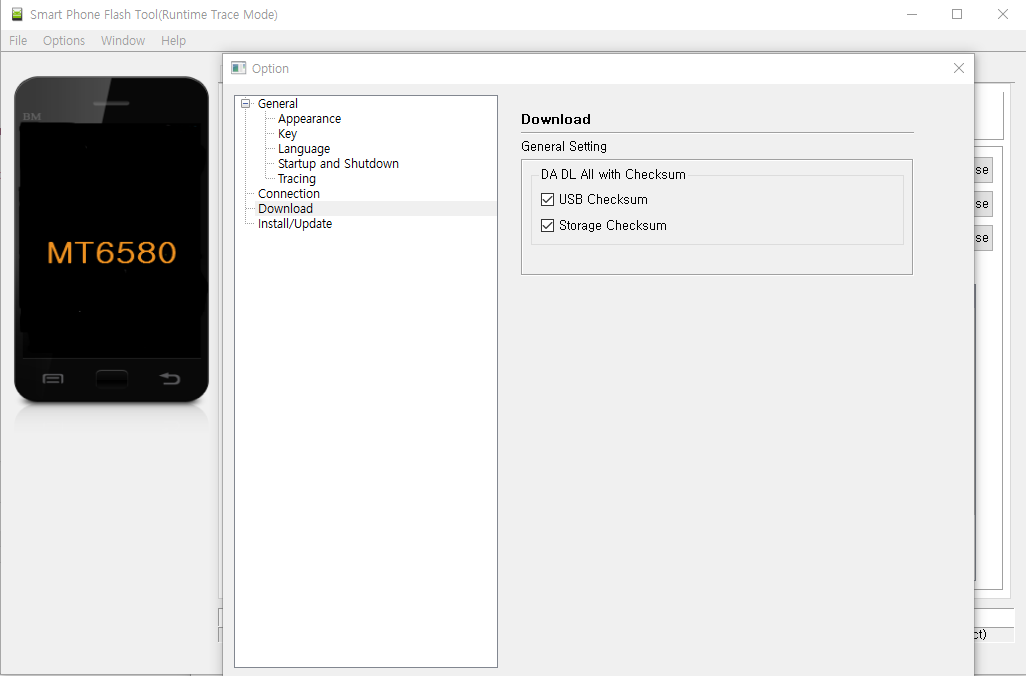 Smart Phone Flash Tool(Runtime Trace Mode)
File Options Window Help
Option
BM
MT6580
General
Appearance
Key
Language
Startup and Shutdown
Tracing
Connection
Download
Install/Update
Download
General Setting
DA DL All with Checksum
USB Checksum
Storage Checksum
se
se
se
ct)